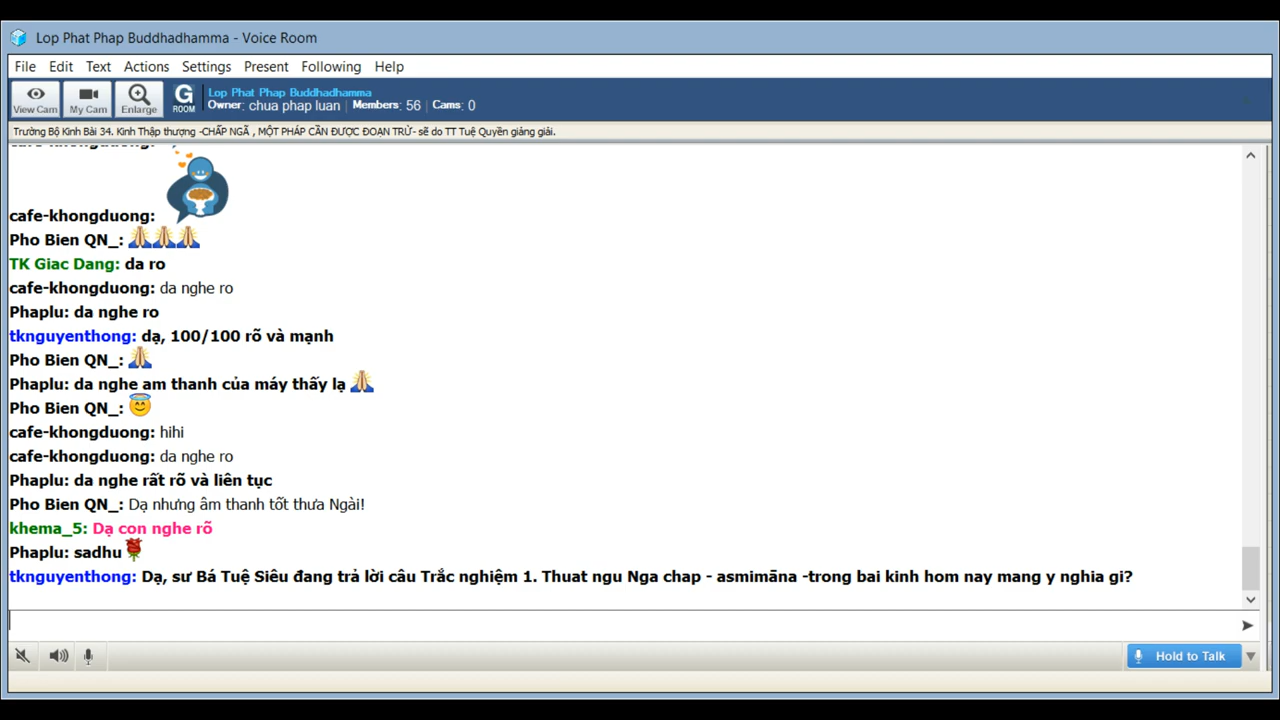 Lop Phat Phap Buddhadhamma - Voice Room
File Edit Text Actions Settings Present Following Help
View Cam My Cam Enlarge G ROOM Lop Phat Phap Buddhadhamma
Owner: chua phap luan | Members: 56 | Cams: 0
Trường Bộ Kinh Bài 34. Kinh Thập thượng -CHẤP NGÃ , MỘT PHÁP CẦN ĐƯỢC ĐOẠN TRỪ- sẽ do TT Tuệ Quyền giảng giải.
cafe-khongduong:
cafe-khongduong:
Pho Bien QN_:
TK Giac Dang: da ro
cafe-khongduong: da nghe ro
Phaplu: da nghe ro
tknguyenthong: dạ, 100/100 rõ và mạnh
Pho Bien QN_:
Phaplu: da nghe am thanh của máy thấy lạ
Pho Bien QN_:
cafe-khongduong: hihi
cafe-khongduong: da nghe ro
Phaplu: da nghe rất rõ và liên tục
Pho Bien QN_: Dạ nhưng âm thanh tốt thưa Ngài!
khema_5: Dạ con nghe rõ
Phaplu: sadhu
tknguyenthong: Dạ, sư Bá Tuệ Siêu đang trả lời câu Trắc nghiệm 1. Thuat ngu Nga chap - asmimāna -trong bai kinh hom nay mang y nghia gi?
Hold to Talk